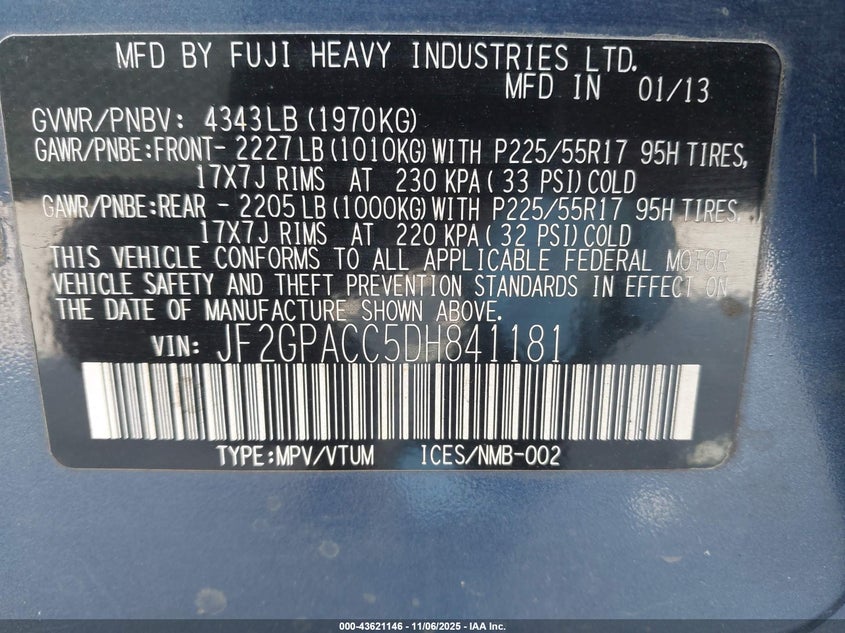 MFD BY FUJI HEAVY INDUSTRIES LTD.
MFD IN 01/13
GVWR/PNBV: 4343LB(1970KG)
GAWR/PNBE:FRONT- 2227LB(1010KG)WITH P225/55R17 95H TIRES,
17X7J RIMS AT 230 KPA( 33 PSI)COLD
GAWR/PNBE:REAR - 2205LB(1000KG)WITH P225/55R17 95H TIRES,
17X7J RIMS AT 220 KPA( 32 PSI)COLD
THIS VEHICLE CONFORMS TO ALL APPLICABLE FEDERAL MOTOR
VEHICLE SAFETY AND THEFT PREVENTION STANDARDS IN EFFECT ON
THE DATE OF MANUFACTURE SHOWN ABOVE.
VIN: JF2GPACC5DH841181
TYPE:MPV/VTUM ICES/NMB-002
000-43621146 - 11/06/2025 - IAA Inc.